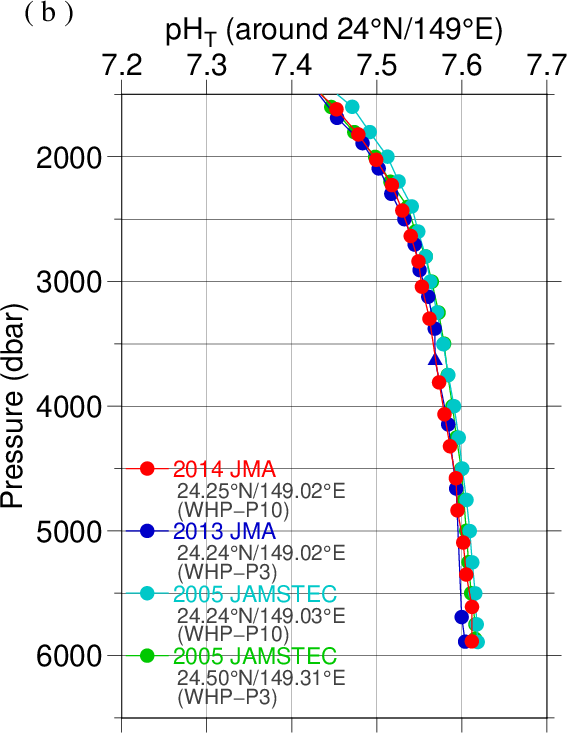 ( b )
pH_T (around 24°N/149°E)
7.2 7.3 7.4 7.5 7.6 7.7
Pressure (dbar)
2000
3000
4000
5000
6000
2014 JMA
24.25°N/149.02°E
(WHP−P10)
2013 JMA
24.24°N/149.02°E
(WHP−P3)
2005 JAMSTEC
24.24°N/149.03°E
(WHP−P10)
2005 JAMSTEC
24.50°N/149.31°E
(WHP−P3)